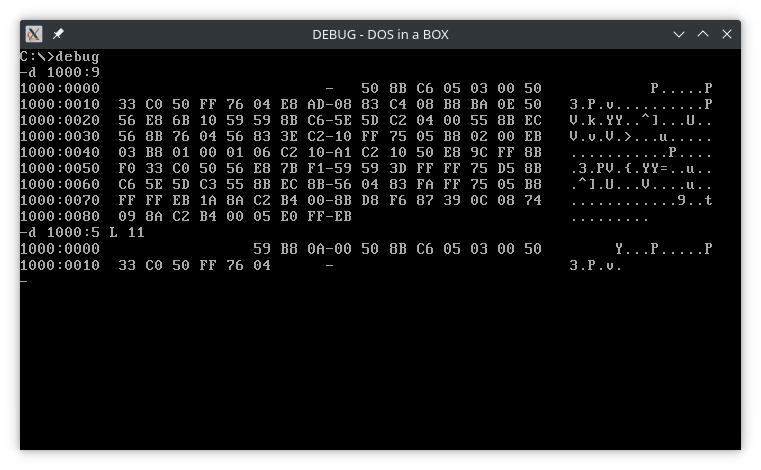 DEBUG - DOS in a BOX
C:\>debug
-d 1000:9
1000:0000                            -   50 8B C6 05 03 00 50            P.....P
1000:0010  33 C0 50 FF 76 04 E8 AD-08 83 C4 08 B8 BA 0E 50   3.P.v..........P
1000:0020  56 E8 6B 10 59 59 8B C6-5E 5D C2 04 00 55 8B EC   V.k.YY..^]...U..
1000:0030  56 8B 76 04 56 83 3E C2-10 FF 75 05 B8 02 00 EB   V.v.V.>...u.....
1000:0040  03 B8 01 00 01 06 C2 10-A1 C2 10 50 E8 9C FF 8B   ...........P....
1000:0050  F0 33 C0 50 56 E8 7B F1-59 59 3D FF FF 75 D5 8B   .3.PV.{.YY=..u..
1000:0060  C6 5E 5D C3 55 8B EC 8B-56 04 83 FA FF 75 05 B8   .^].U...V....u..
1000:0070  FF FF EB 1A 8A C2 B4 00-8B D8 F6 87 39 0C 08 74   ............9..t
1000:0080  09 8A C2 B4 00 05 E0 FF-EB                        .........
-d 1000:5 L 11
1000:0000                 59 B8 0A-00 50 8B C6 05 03 00 50        Y...P.....P
1000:0010  33 C0 50 FF 76 04      -                          3.P.v.
-